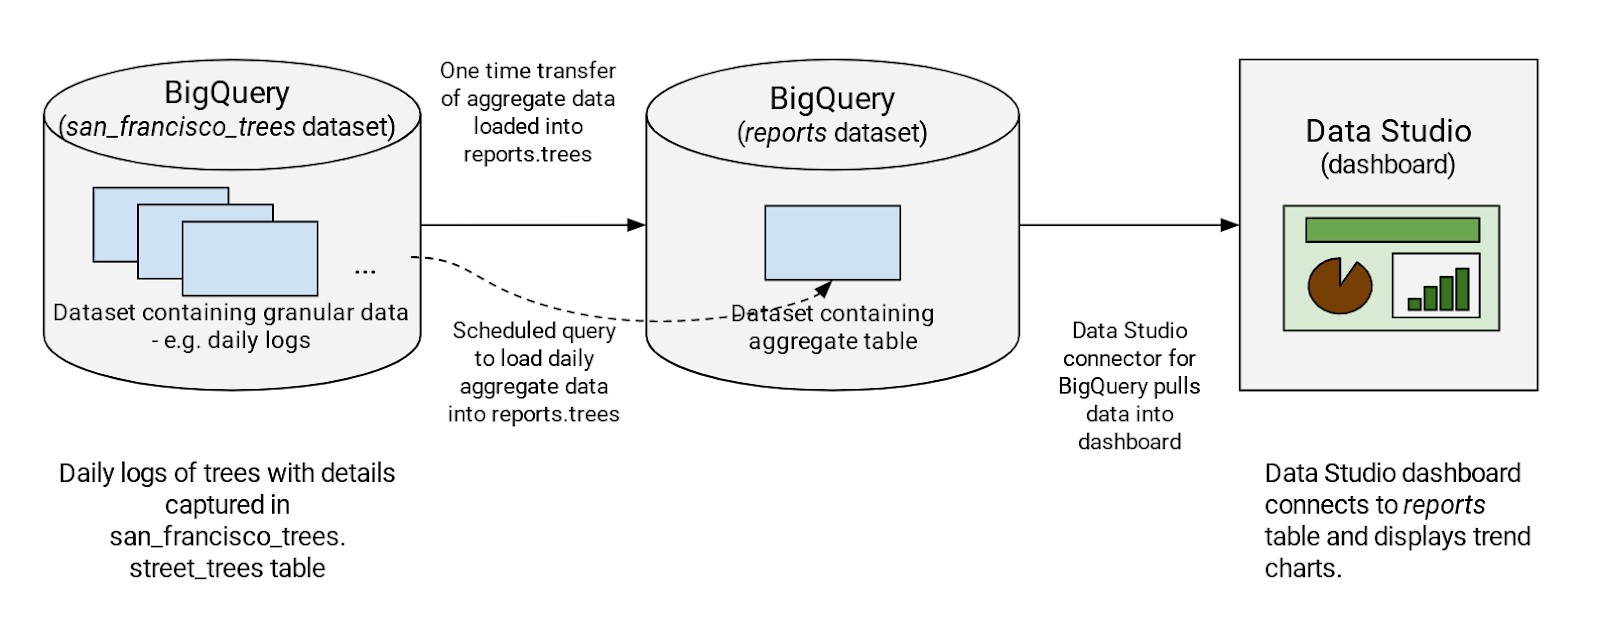 BigQuery
(san_francisco_trees dataset)
...
Dataset containing granular data
- e.g. daily logs
Daily logs of trees with details
captured in
san_francisco_trees.
street_trees table
One time transfer
of aggregate data
loaded into
reports.trees
Scheduled query
to load daily
aggregate data
into reports.trees
BigQuery
(reports dataset)
Dataset containing
aggregate table
Data Studio
connector for
BigQuery pulls
data into
dashboard
Data Studio
(dashboard)
Data Studio dashboard
connects to reports
table and displays trend
charts.